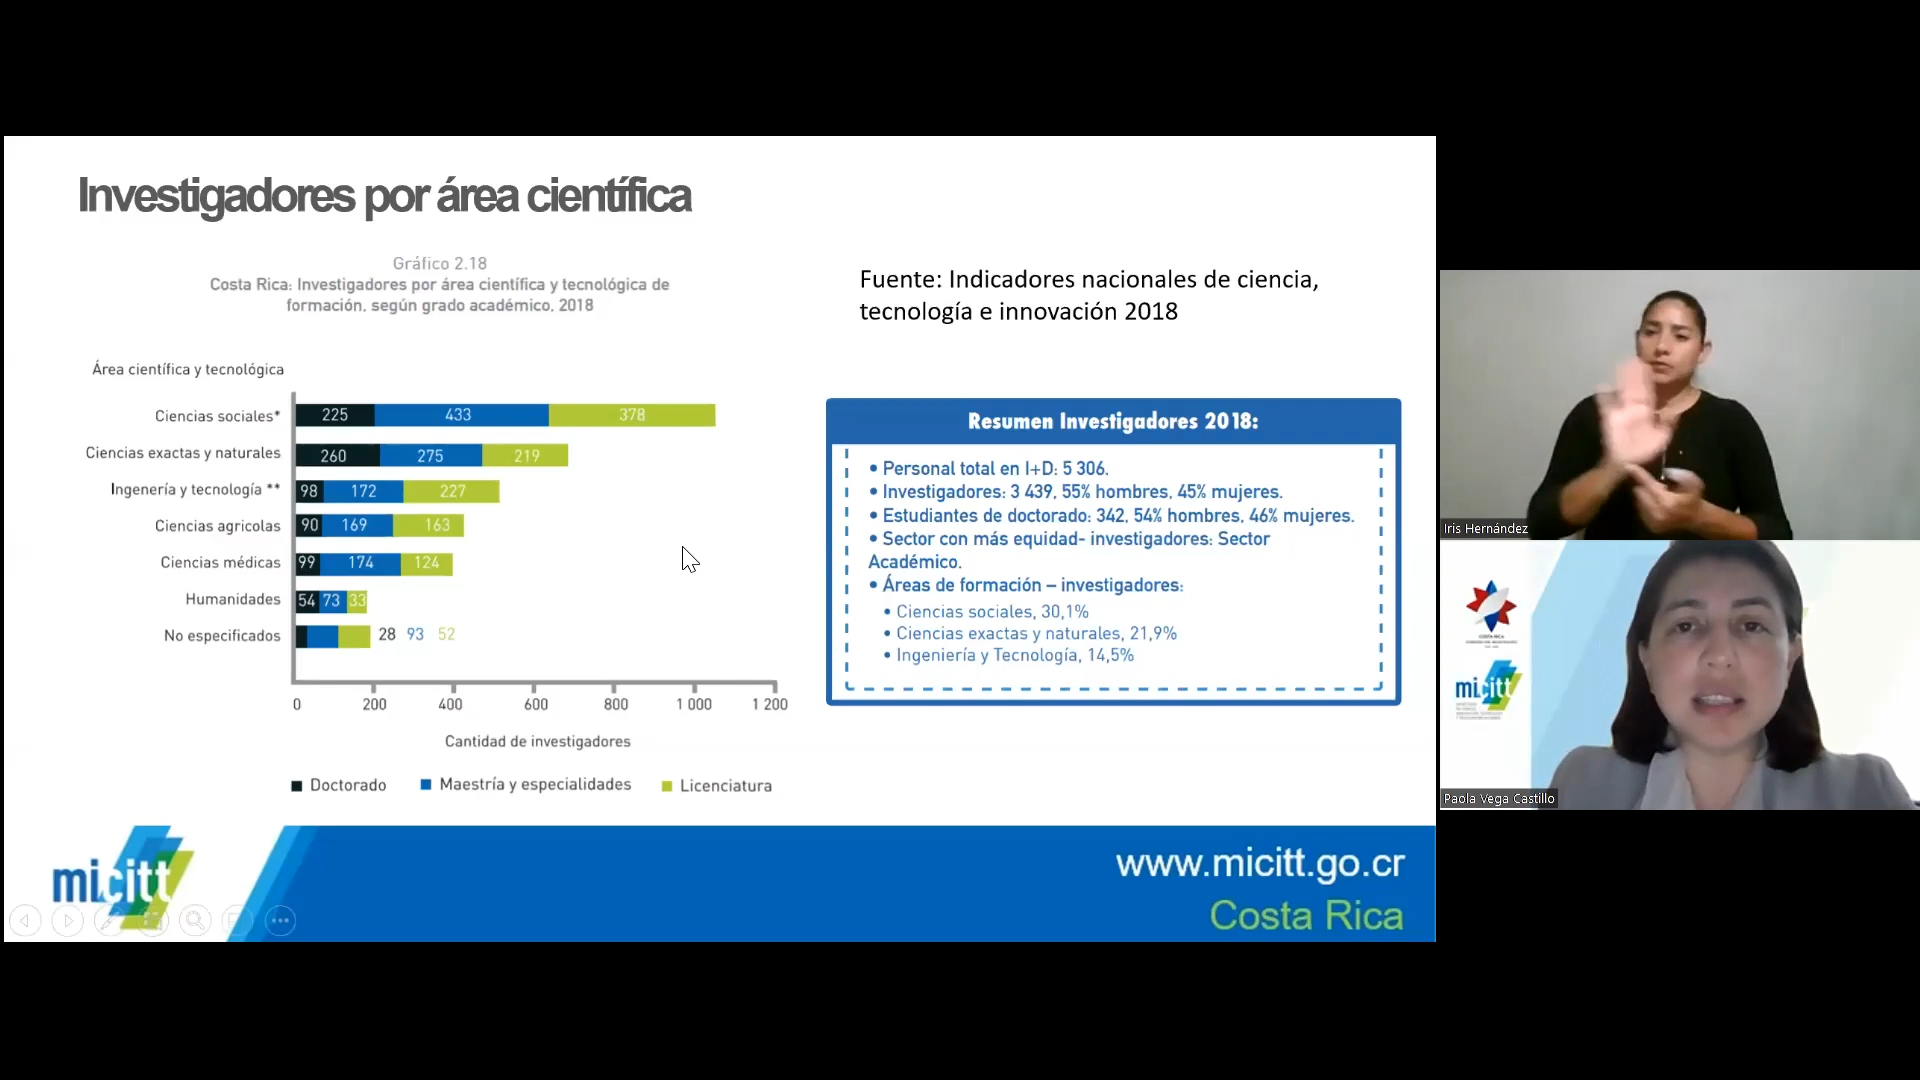 Investigadores por área científica
Gráfico 2.18
Costa Rica: Investigadores por área científica y tecnológica de
formación, según grado académico, 2018
Área científica y tecnológica
Ciencias sociales* 225 433 378
Ciencias exactas y naturales 260 275 219
Ingenería y tecnología ** 98 172 227
Ciencias agricolas 90 169 163
Ciencias médicas 99 174 124
Humanidades 54 73 33
No especificados 28 93 52
0 200 400 600 800 1 000 1 200
Cantidad de investigadores
Doctorado Maestría y especialidades Licenciatura
Fuente: Indicadores nacionales de ciencia,
tecnología e innovación 2018
Resumen Investigadores 2018:
• Personal total en I+D: 5 306.
• Investigadores: 3 439, 55% hombres, 45% mujeres.
• Estudiantes de doctorado: 342, 54% hombres, 46% mujeres.
• Sector con más equidad- investigadores: Sector
Académico.
• Áreas de formación – investigadores:
• Ciencias sociales, 30,1%
• Ciencias exactas y naturales, 21,9%
• Ingeniería y Tecnología, 14,5%
micitt
www.micitt.go.cr
Costa Rica
Iris Hernández
COSTA RICA
micitt
Paola Vega Castillo